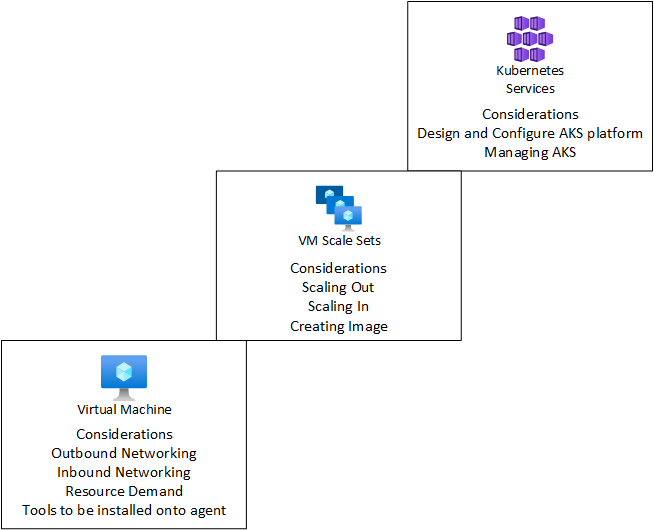 Kubernetes
Services
Considerations
Design and Configure AKS platform
Managing AKS
VM Scale Sets
Considerations
Scaling Out
Scaling In
Creating Image
Virtual Machine
Considerations
Outbound Networking
Inbound Networking
Resource Demand
Tools to be installed onto agent